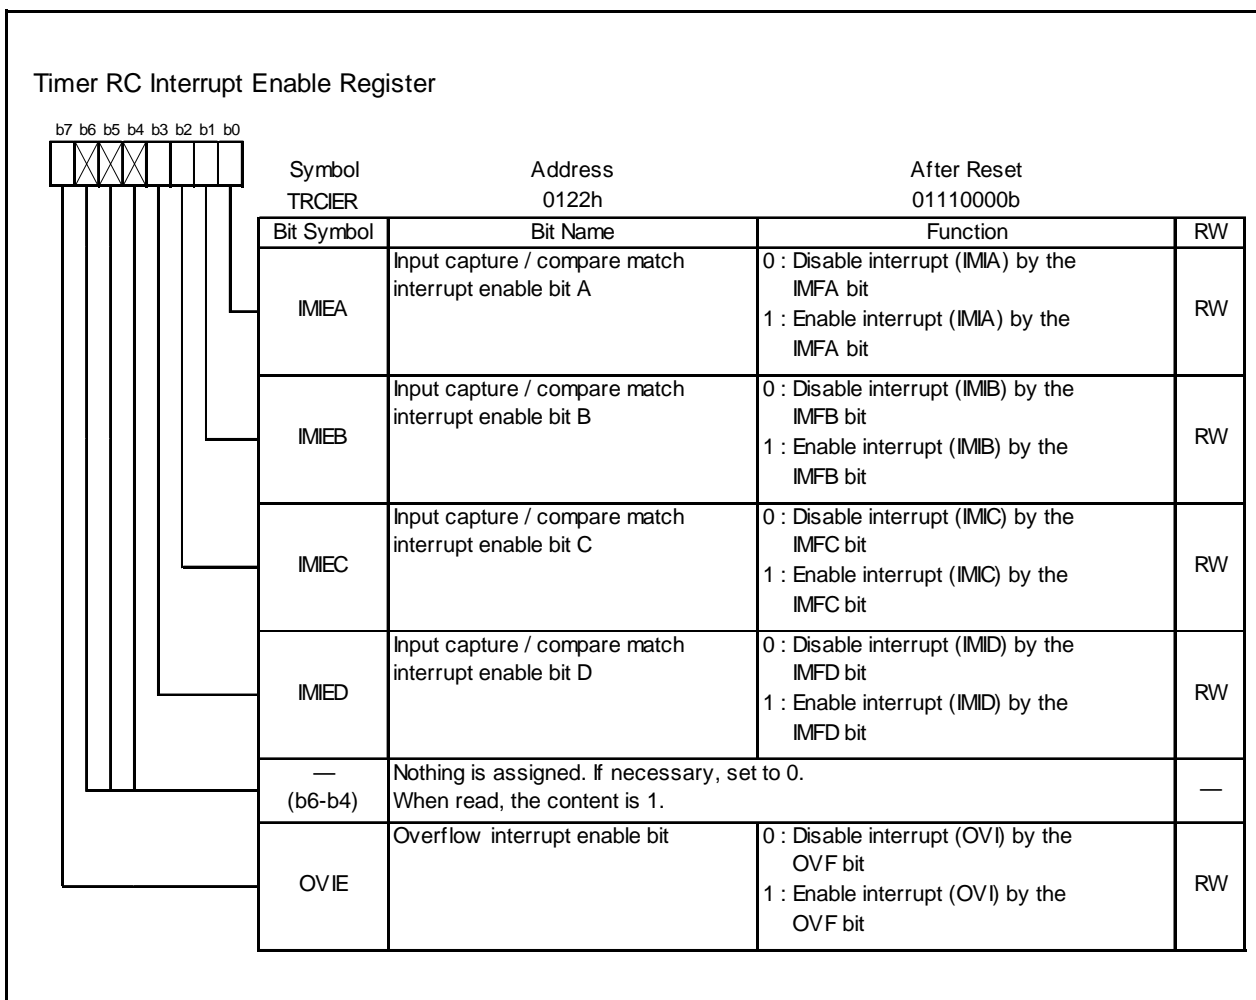 Timer RC Interrupt Enable Register
b7 b6 b5 b4 b3 b2 b1 b0
Symbol Address After Reset
TRCIER 0122h 01110000b
Bit Symbol Bit Name Function RW
IMIEA
Input capture / compare match
interrupt enable bit A
0 : Disable interrupt (IMIA) by the
IMFA bit
1 : Enable interrupt (IMIA) by the
IMFA bit
RW
IMIEB
Input capture / compare match
interrupt enable bit B
0 : Disable interrupt (IMIB) by the
IMFB bit
1 : Enable interrupt (IMIB) by the
IMFB bit
RW
IMIEC
Input capture / compare match
interrupt enable bit C
0 : Disable interrupt (IMIC) by the
IMFC bit
1 : Enable interrupt (IMIC) by the
IMFC bit
RW
IMIED
Input capture / compare match
interrupt enable bit D
0 : Disable interrupt (IMID) by the
IMFD bit
1 : Enable interrupt (IMID) by the
IMFD bit
RW
—
(b6-b4)
Nothing is assigned. If necessary, set to 0.
When read, the content is 1.
—
OVIE
Overflow interrupt enable bit
0 : Disable interrupt (OVI) by the
OVF bit
1 : Enable interrupt (OVI) by the
OVF bit
RW